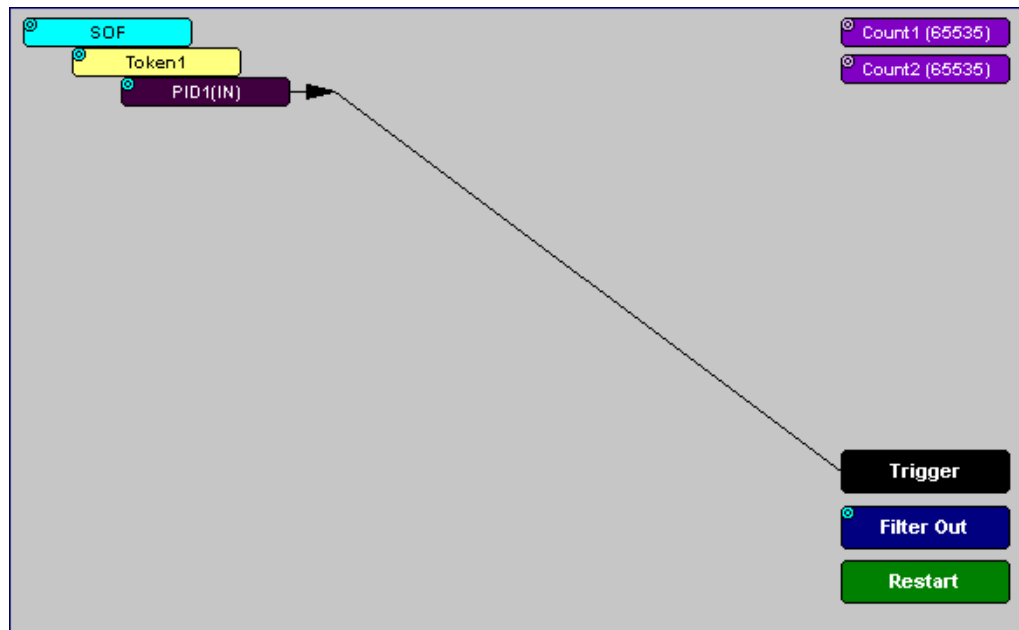 SOF
Token1
PID1(IN)
Count1 (65535)
Count2 (65535)
Trigger
Filter Out
Restart